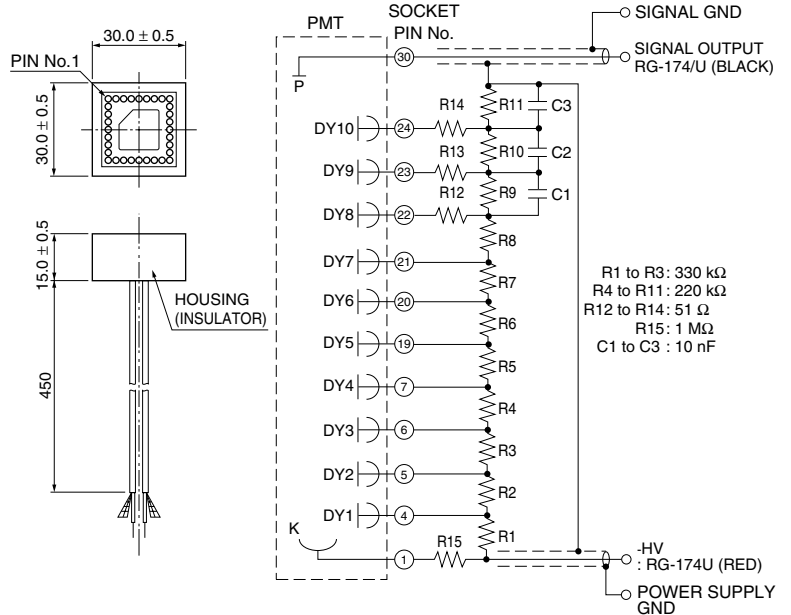 30.0 ± 0.5
PIN No.1
30.0 ± 0.5
15.0 ± 0.5
HOUSING
(INSULATOR)
450
PMT
SOCKET
PIN No.
SIGNAL GND
SIGNAL OUTPUT
RG-174/U (BLACK)
P
30
R11
C3
DY10
24
R14
R10
C2
DY9
23
R13
R9
C1
DY8
22
R12
R8
DY7
21
R7
DY6
20
R6
DY5
19
R5
DY4
7
R4
DY3
6
R3
DY2
5
R2
DY1
4
R1
K
1
R15
R1 to R3 : 330 kΩ
R4 to R11 : 220 kΩ
R12 to R14 : 51 Ω
R15 : 1 MΩ
C1 to C3 : 10 nF
-HV
: RG-174U (RED)
POWER SUPPLY
GND